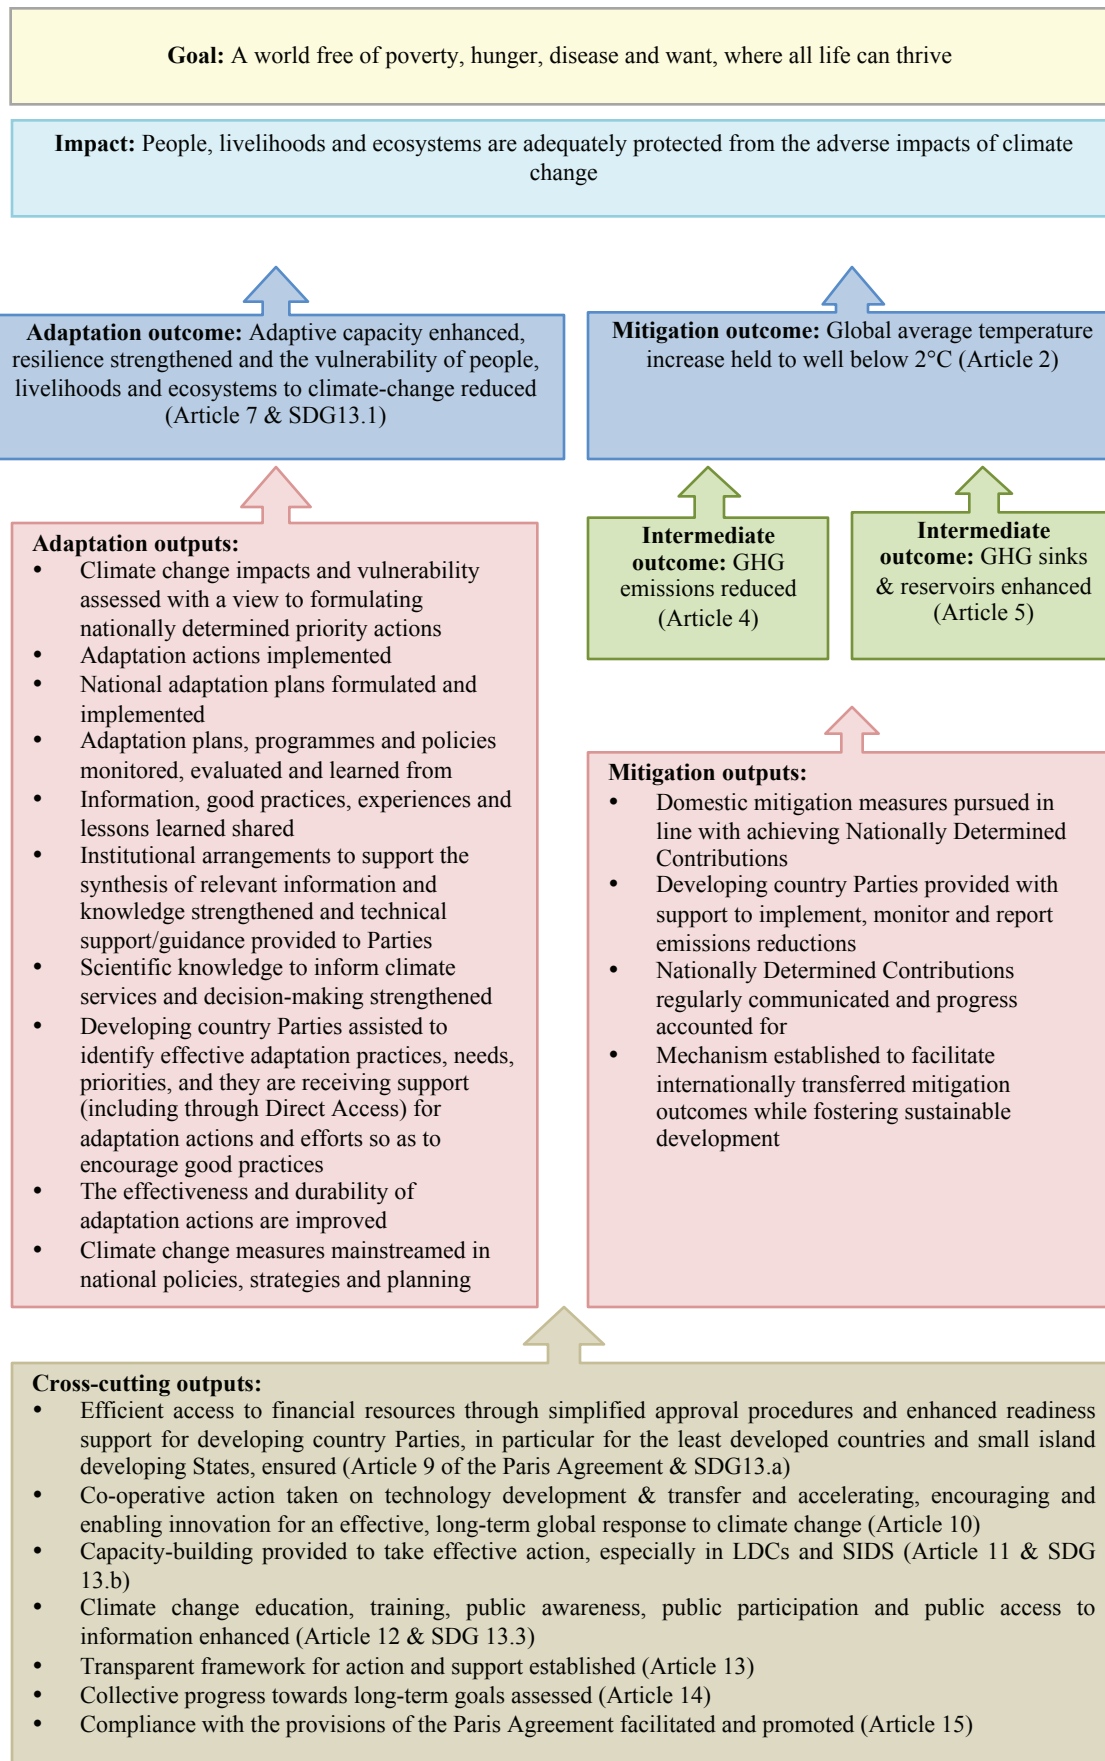 Goal: A world free of poverty, hunger, disease and want, where all life can thrive
Impact: People, livelihoods and ecosystems are adequately protected from the adverse impacts of climate
change
Adaptation outcome: Adaptive capacity enhanced,
resilience strengthened and the vulnerability of people,
livelihoods and ecosystems to climate-change reduced
(Article 7 & SDG13.1)
Mitigation outcome: Global average temperature
increase held to well below 2°C (Article 2)
Intermediate
outcome: GHG
emissions reduced
(Article 4)
Intermediate
outcome: GHG sinks
& reservoirs enhanced
(Article 5)
Adaptation outputs:
• Climate change impacts and vulnerability
assessed with a view to formulating
nationally determined priority actions
• Adaptation actions implemented
• National adaptation plans formulated and
implemented
• Adaptation plans, programmes and policies
monitored, evaluated and learned from
• Information, good practices, experiences and
lessons learned shared
• Institutional arrangements to support the
synthesis of relevant information and
knowledge strengthened and technical
support/guidance provided to Parties
• Scientific knowledge to inform climate
services and decision-making strengthened
• Developing country Parties assisted to
identify effective adaptation practices, needs,
priorities, and they are receiving support
(including through Direct Access) for
adaptation actions and efforts so as to
encourage good practices
• The effectiveness and durability of
adaptation actions are improved
• Climate change measures mainstreamed in
national policies, strategies and planning
Mitigation outputs:
• Domestic mitigation measures pursued in
line with achieving Nationally Determined
Contributions
• Developing country Parties provided with
support to implement, monitor and report
emissions reductions
• Nationally Determined Contributions
regularly communicated and progress
accounted for
• Mechanism established to facilitate
internationally transferred mitigation
outcomes while fostering sustainable
development
Cross-cutting outputs:
• Efficient access to financial resources through simplified approval procedures and enhanced readiness
support for developing country Parties, in particular for the least developed countries and small island
developing States, ensured (Article 9 of the Paris Agreement & SDG13.a)
• Co-operative action taken on technology development & transfer and accelerating, encouraging and
enabling innovation for an effective, long-term global response to climate change (Article 10)
• Capacity-building provided to take effective action, especially in LDCs and SIDS (Article 11 & SDG
13.b)
• Climate change education, training, public awareness, public participation and public access to
information enhanced (Article 12 & SDG 13.3)
• Transparent framework for action and support established (Article 13)
• Collective progress towards long-term goals assessed (Article 14)
• Compliance with the provisions of the Paris Agreement facilitated and promoted (Article 15)